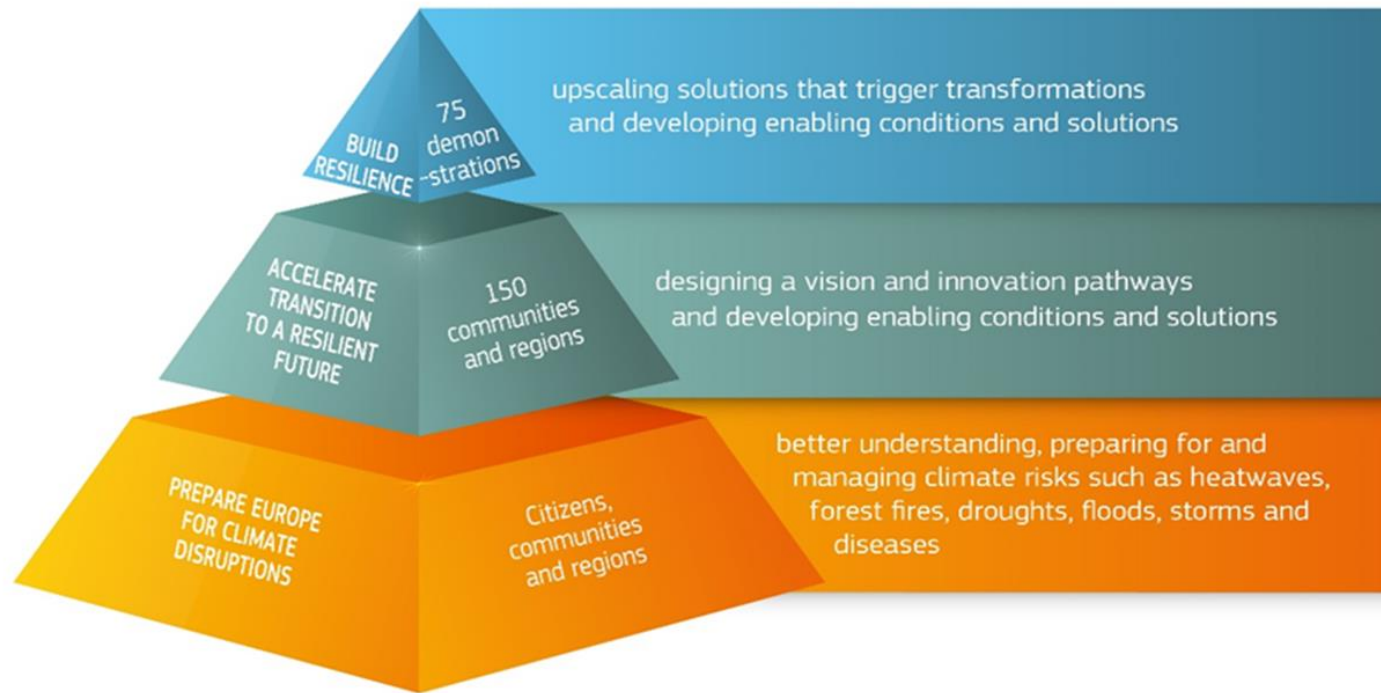 BUILD
RESILIENCE
75
demon
-strations
upscaling solutions that trigger transformations
and developing enabling conditions and solutions
ACCELERATE
TRANSITION
TO A RESILIENT
FUTURE
150
communities
and regions
designing a vision and innovation pathways
and developing enabling conditions and solutions
PREPARE EUROPE
FOR CLIMATE
DISRUPTIONS
Citizens,
communities
and regions
better understanding, preparing for and
managing climate risks such as heatwaves,
forest fires, droughts, floods, storms and
diseases